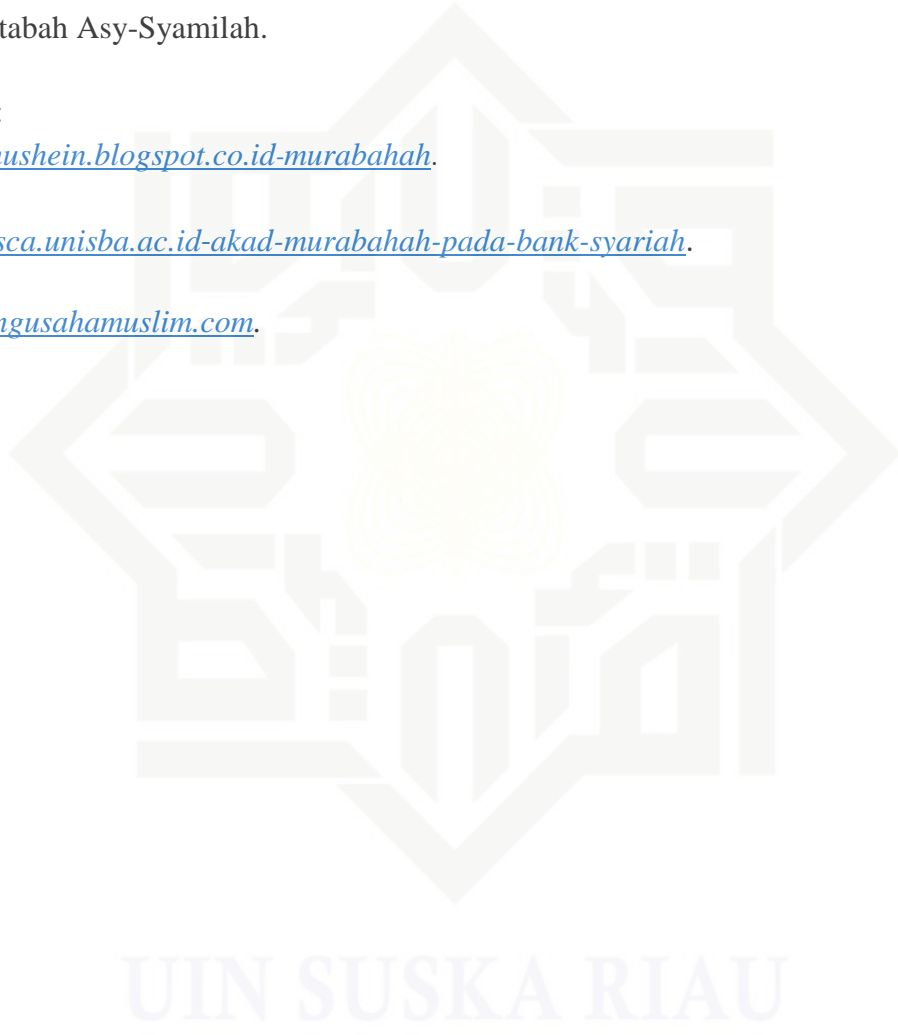 tabah Asy-Syamilah.
:
ushein.blogspot.co.id-murabahah.
sca.unisba.ac.id-akad-murabahah-pada-bank-syariah.
ngusahamuslim.com.
UIN SUSKA RIAU